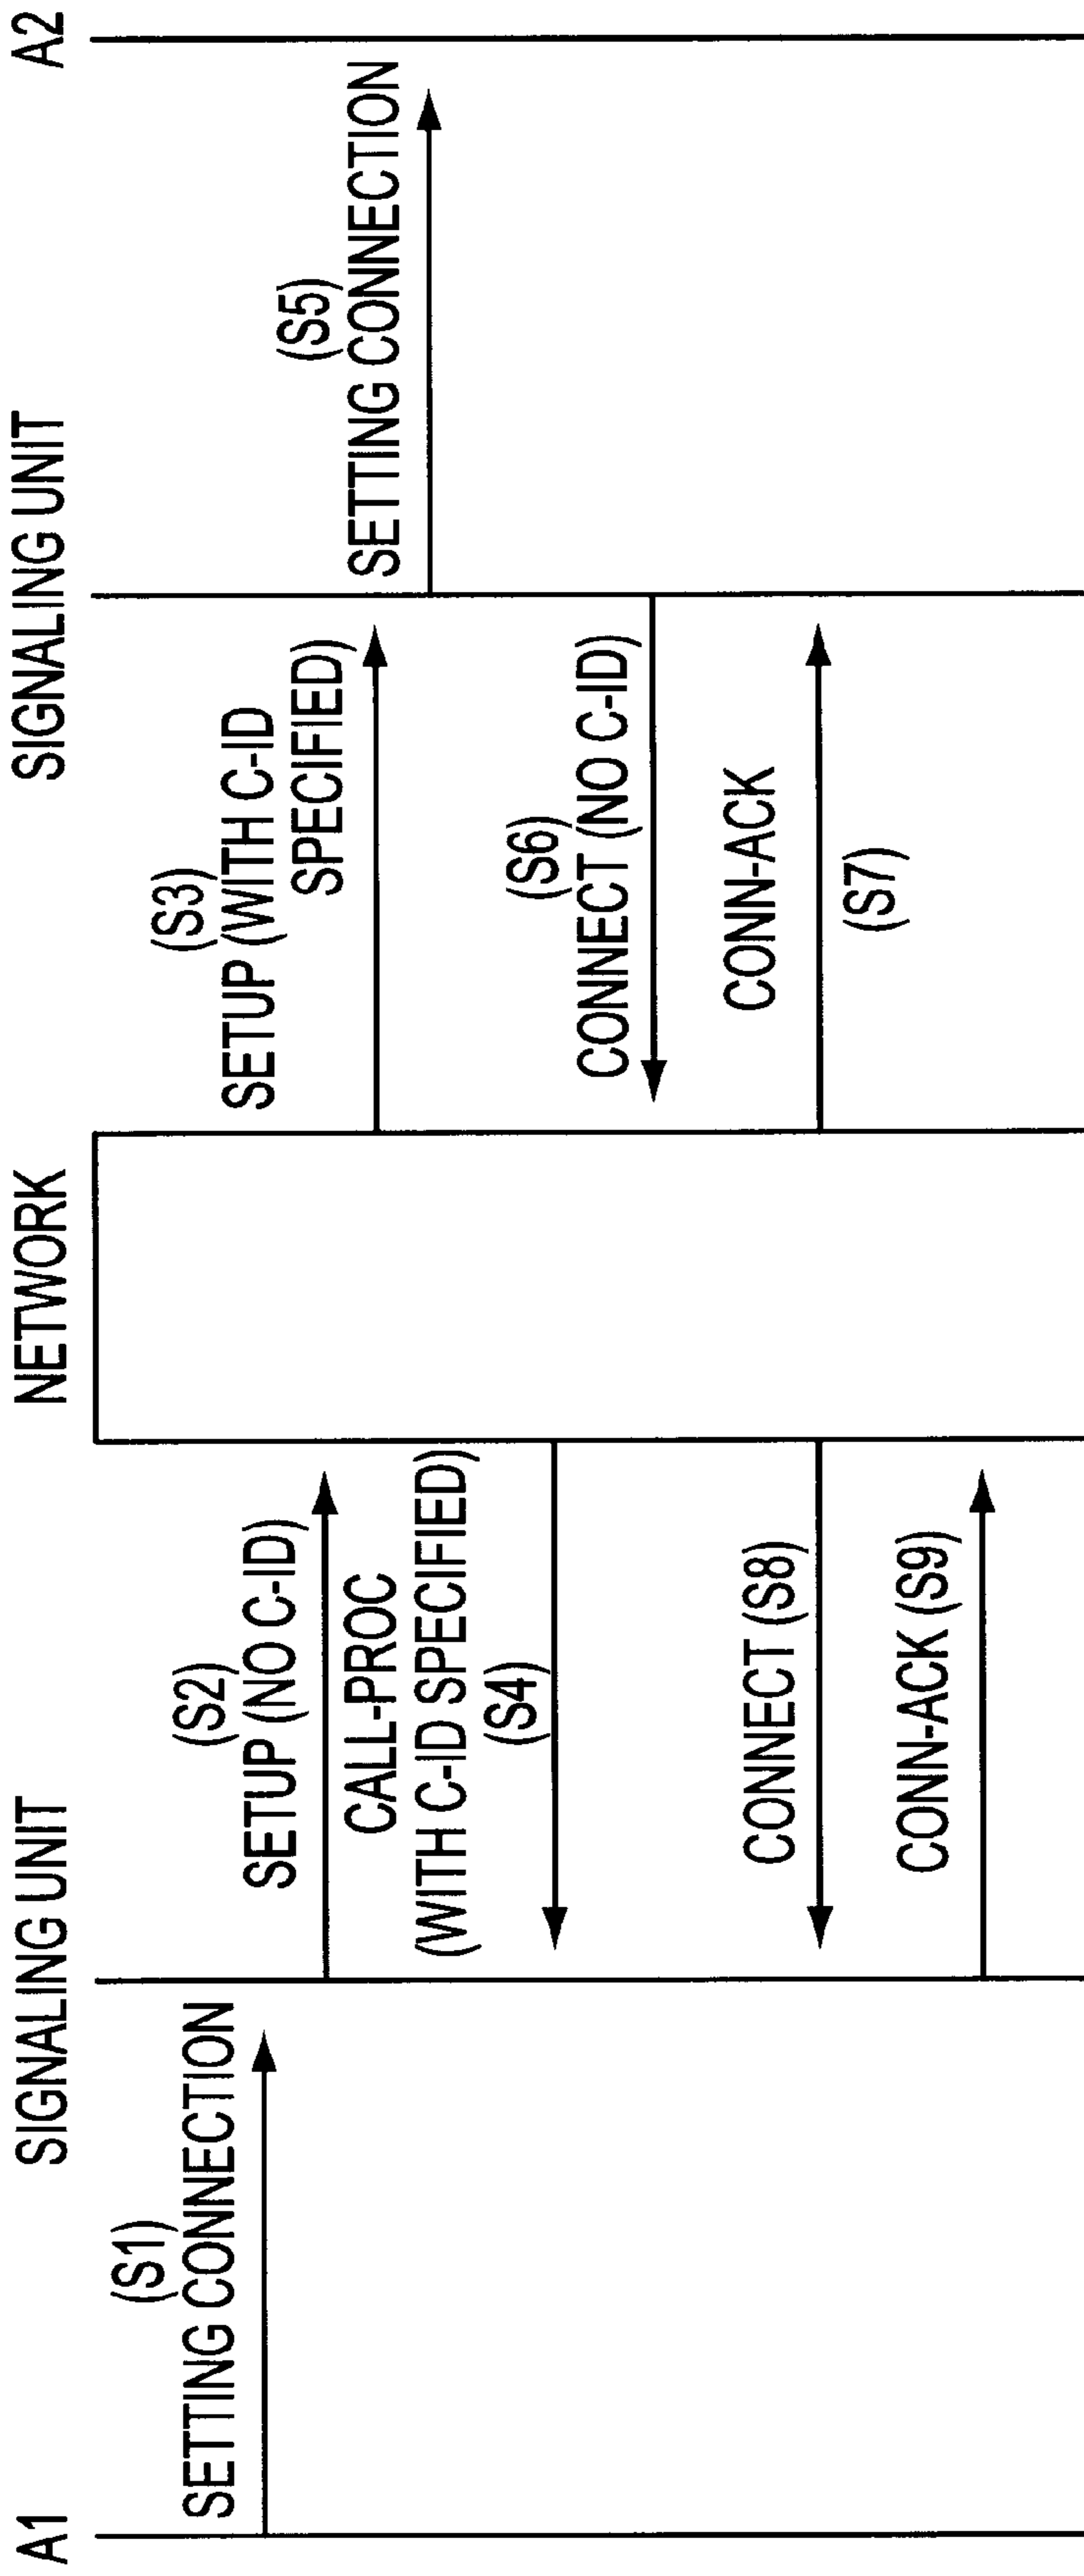 A1
SIGNALING UNIT
NETWORK
SIGNALING UNIT
A2
(S1)
SETTING CONNECTION
(S2)
SETUP (NO C-ID)
CALL-PROC
(WITH C-ID SPECIFIED)
(S4)
CONNECT (S8)
CONN-ACK (S9)
(S3)
SETUP (WITH C-ID
SPECIFIED)
(S6)
CONNECT (NO C-ID)
CONN-ACK
(S7)
(S5)
SETTING CONNECTION